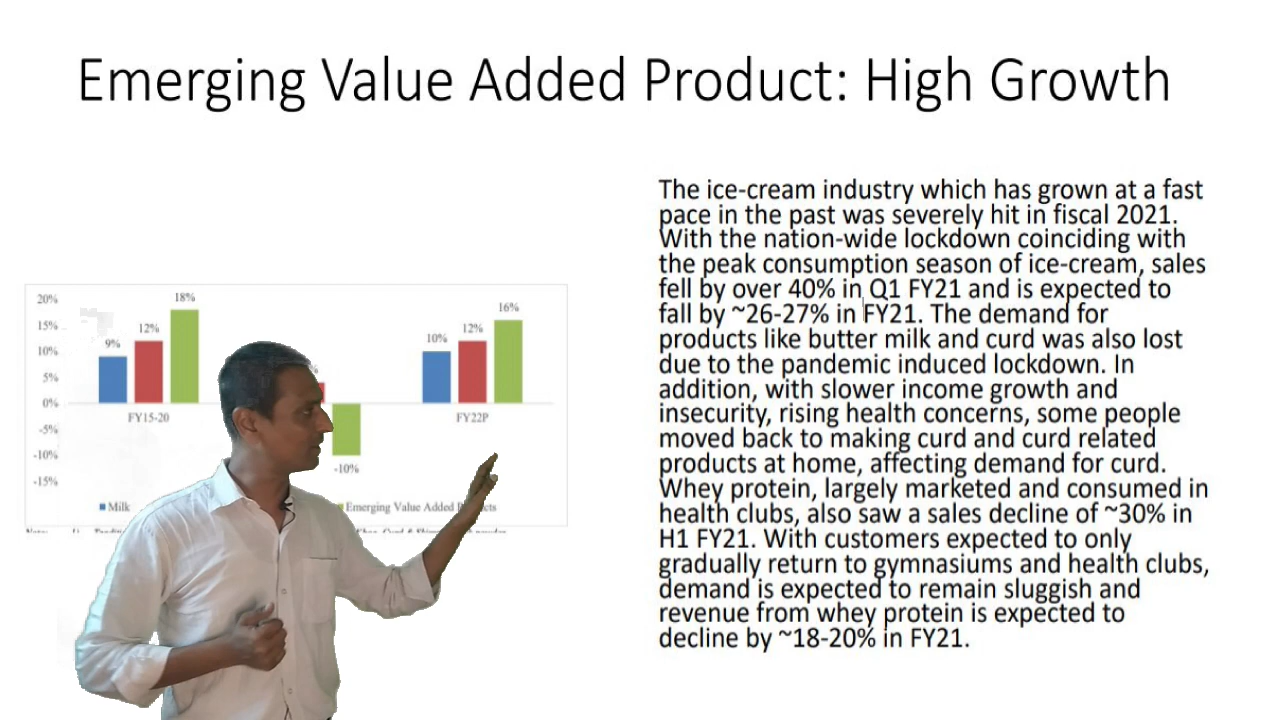 Emerging Value Added Product: High Growth
The ice-cream industry which has grown at a fast
pace in the past was severely hit in fiscal 2021.
With the nation-wide lockdown coinciding with
the peak consumption season of ice-cream, sales
fell by over 40% in Q1 FY21 and is expected to
fall by ~26-27% in FY21. The demand for
products like butter milk and curd was also lost
due to the pandemic induced lockdown. In
addition, with slower income growth and
insecurity, rising health concerns, some people
moved back to making curd and curd related
products at home, affecting demand for curd.
Whey protein, largely marketed and consumed in
health clubs, also saw a sales decline of ~30% in
H1 FY21. With customers expected to only
gradually return to gymnasiums and health clubs,
demand is expected to remain sluggish and
revenue from whey protein is expected to
decline by ~18-20% in FY21.
20%
15%
10%
5%
0%
-5%
-10%
-15%
9%
12%
18%
FY15-20
-10%
10%
12%
16%
FY22P
Milk
Emerging Value Added